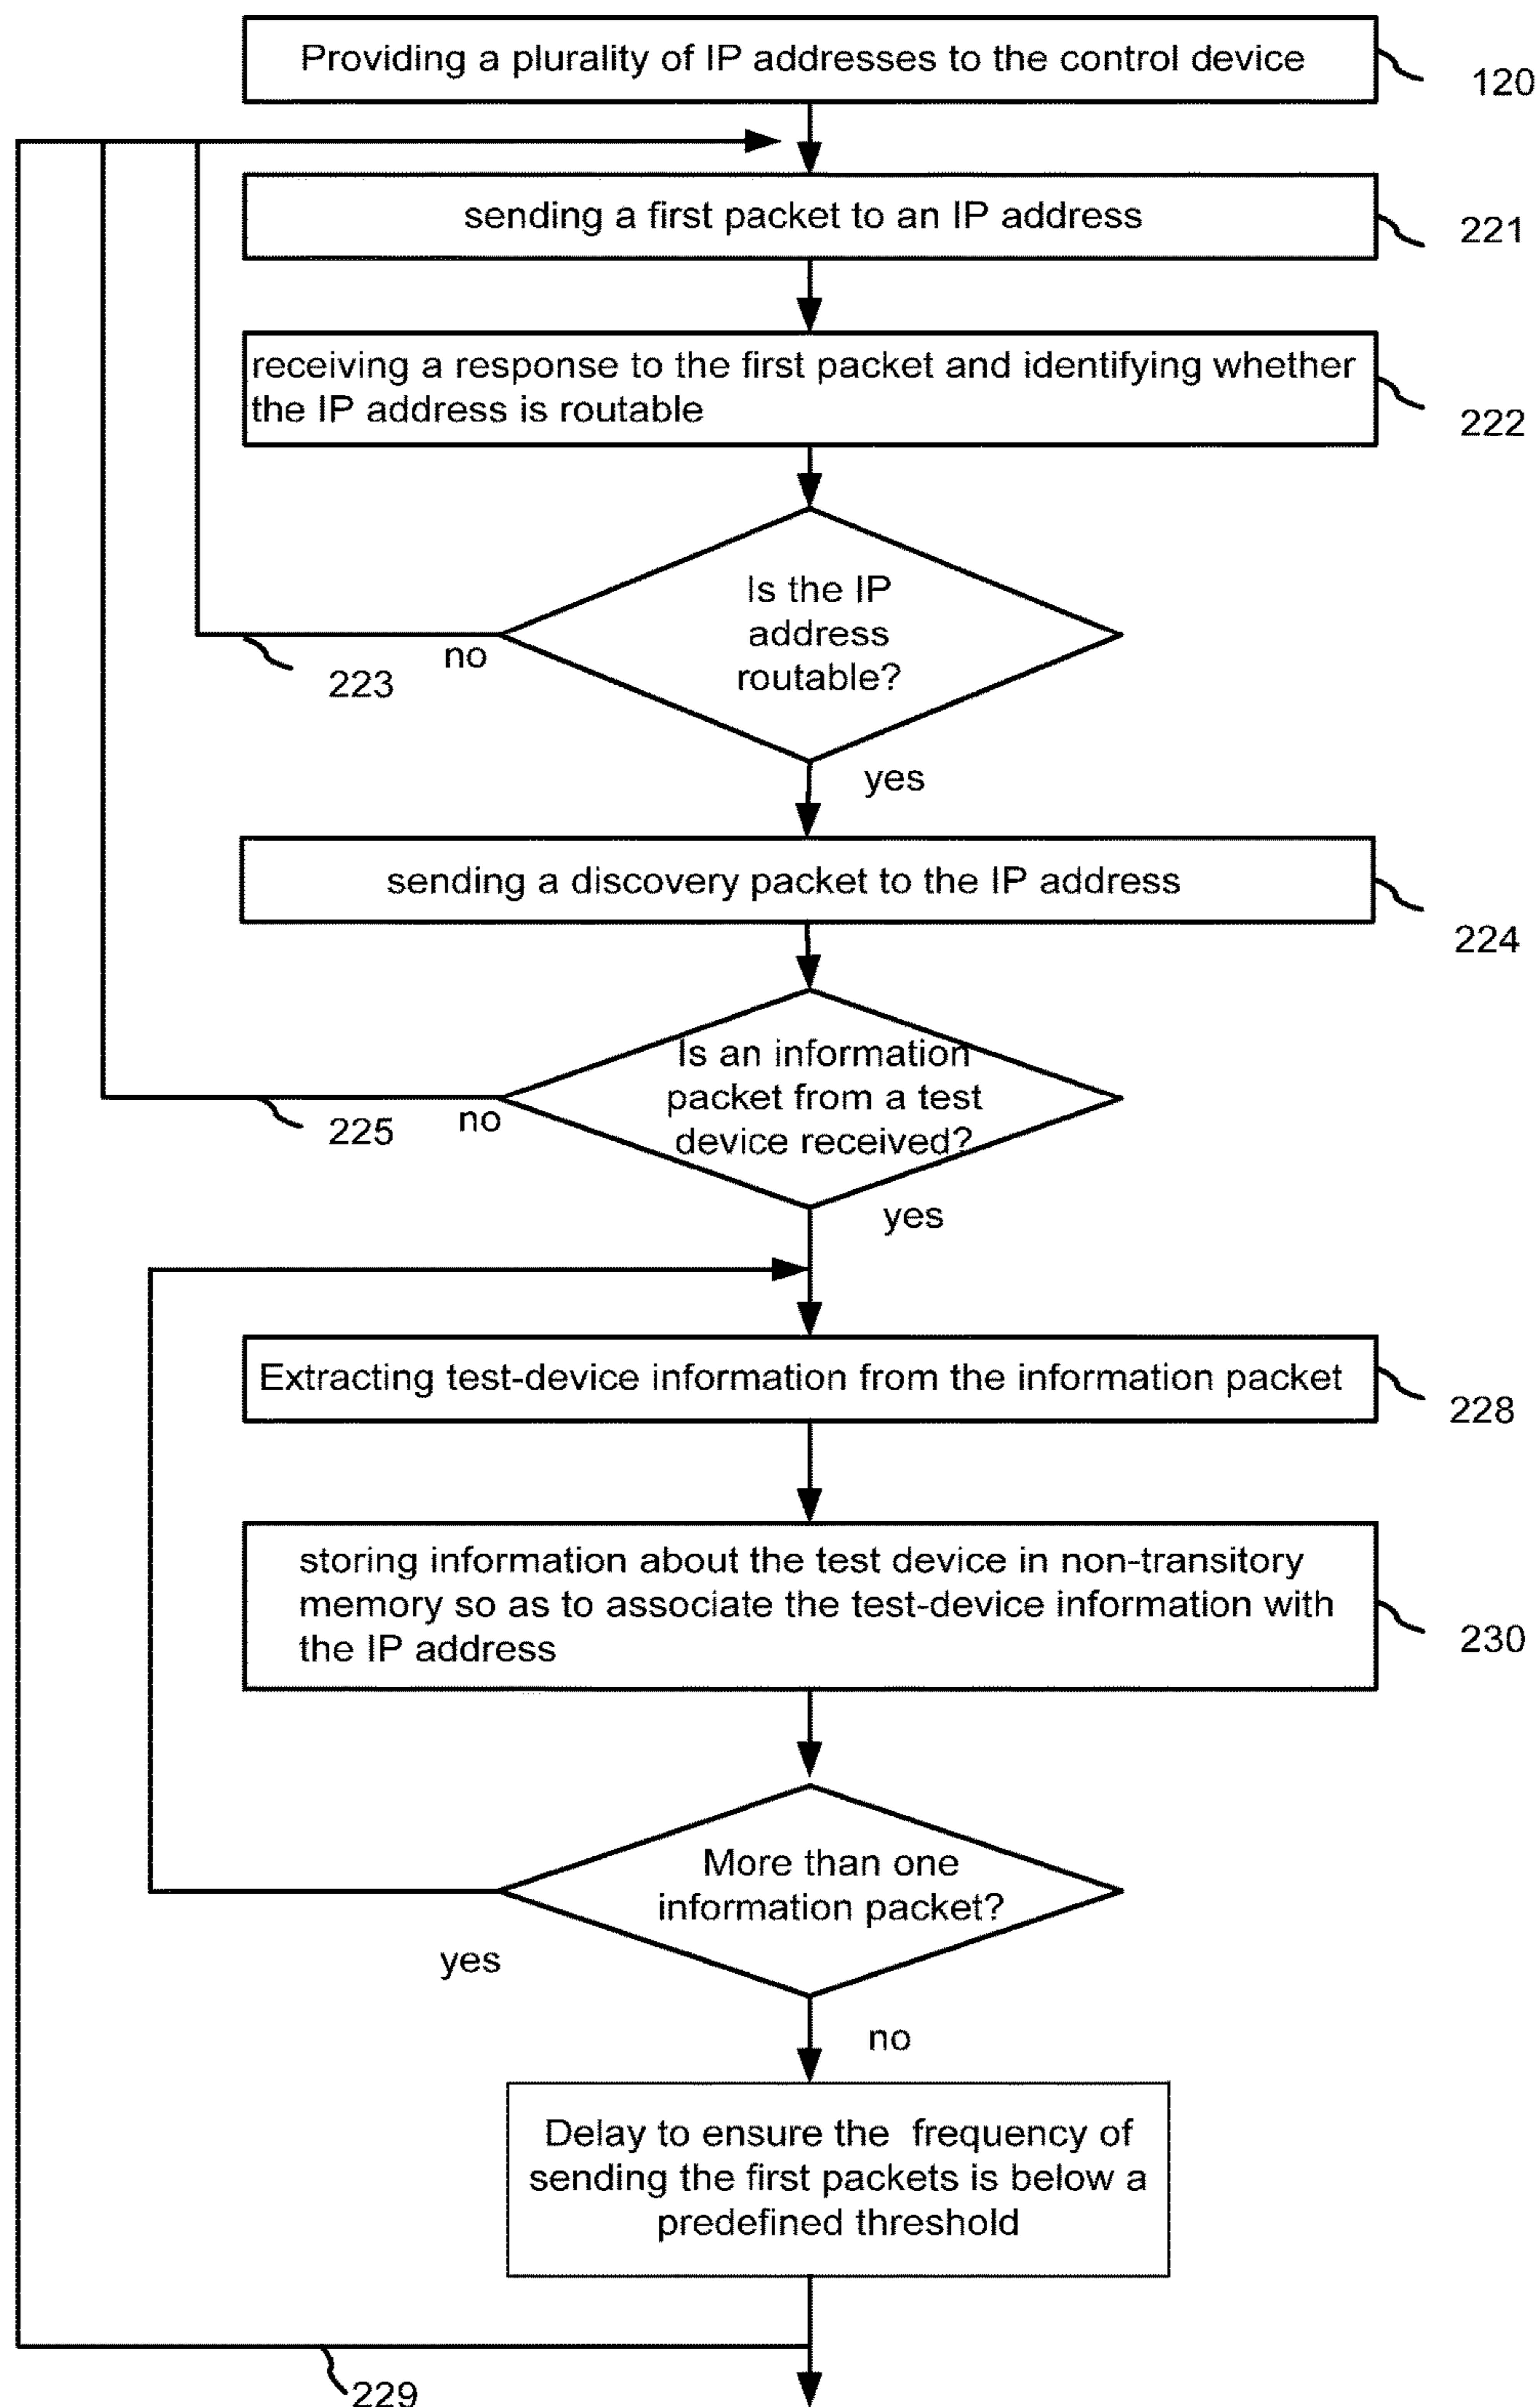 Providing a plurality of IP addresses to the control device
120
sending a first packet to an IP address
221
receiving a response to the first packet and identifying whether
the IP address is routable
222
Is the IP
address
routable?
no
223
yes
sending a discovery packet to the IP address
224
Is an information
packet from a test
device received?
no
225
yes
Extracting test-device information from the information packet
228
storing information about the test device in non-transitory
memory so as to associate the test-device information with
the IP address
230
More than one
information packet?
yes
no
Delay to ensure the frequency of
sending the first packets is below a
predefined threshold
229